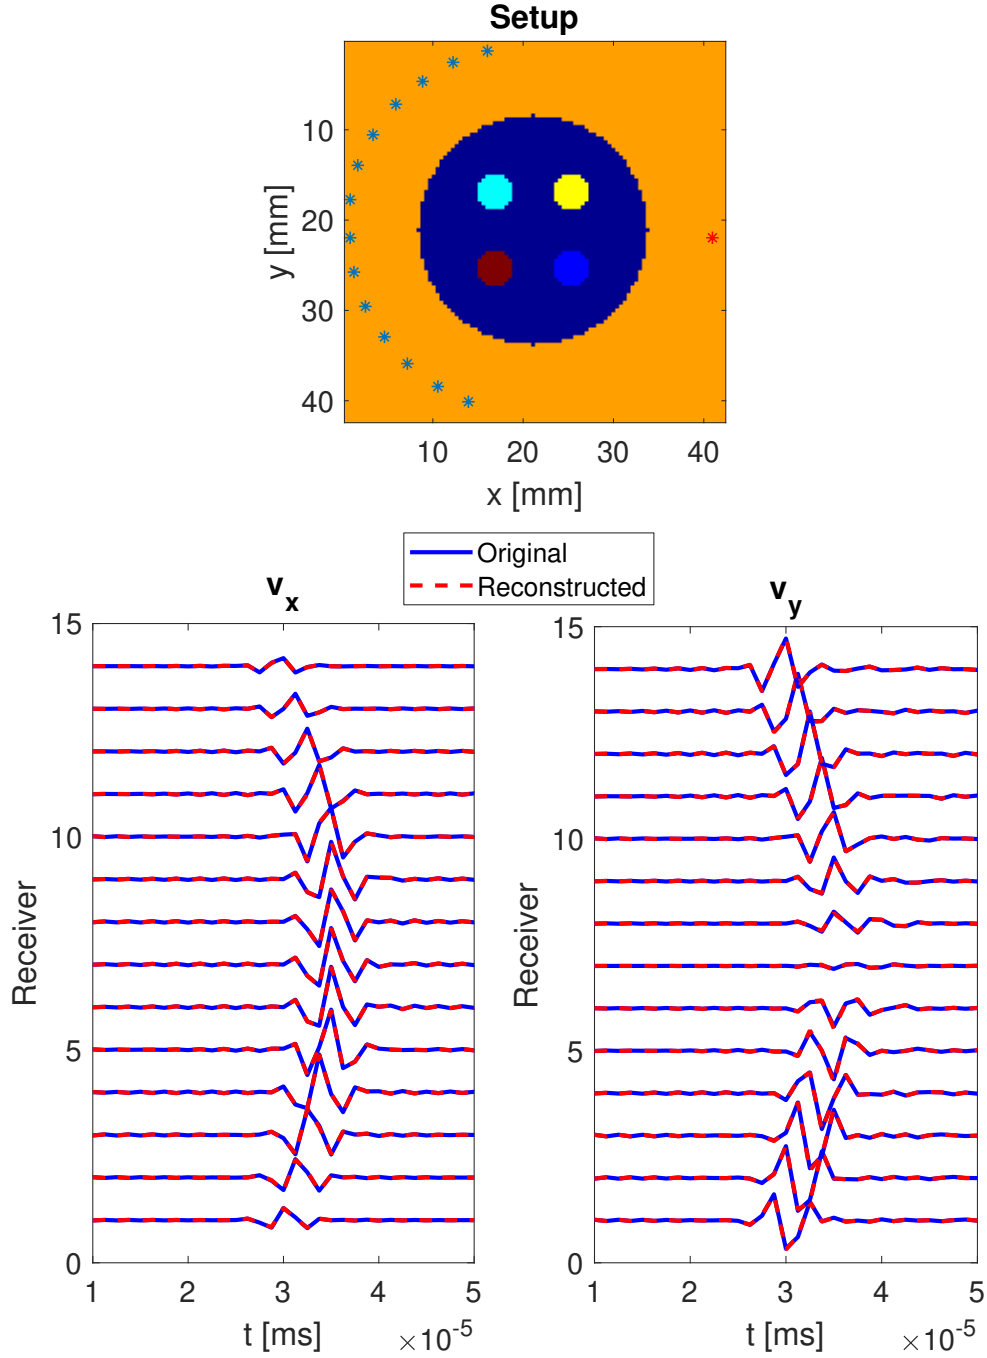 Setup
10
20
30
40
y [mm]
10 20 30 40
x [mm]
Original
Reconstructed
v_x
v_y
15
10
5
0
Receiver
1 2 3 4 5
t [ms] ×10^-5
15
10
5
0
Receiver
1 2 3 4 5
t [ms] ×10^-5